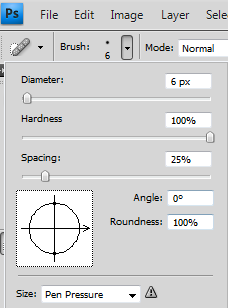 Ps File Edit Image Layer Sele
Brush: 6 Mode: Normal
Diameter: 6 px
Hardness 100%
Spacing: 25%
Angle: 0º
Roundness: 100%
Size: Pen Pressure